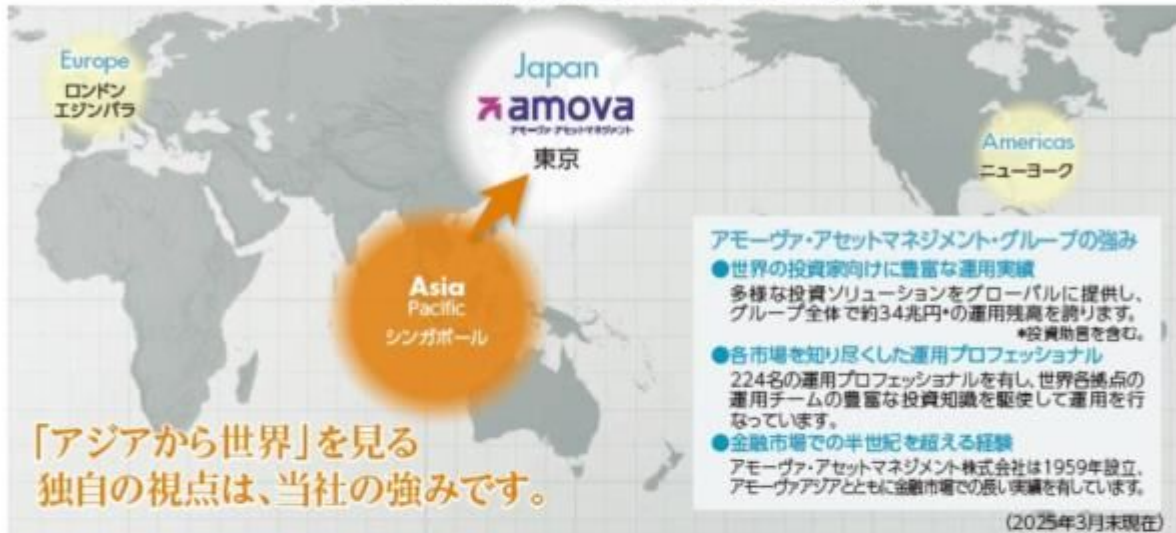 Europe
ロンドン
エジンバラ
Japan
amova
アモーヴァ・アセットマネジメント
東京
Americas
ニューヨーク
Asia
Pacific
シンガポール
「アジアから世界」を見る
独自の視点は、当社の強みです。
アモーヴァ・アセットマネジメント・グループの強み
●世界の投資家向けに豊富な運用実績
多様な投資ソリューションをグローバルに提供し、
グループ全体で約34兆円*の運用残高を誇ります。
*投資助言を含む。
●各市場を知り尽くした運用プロフェッショナル
224名の運用プロフェッショナルを有し、世界各拠点の
運用チームの豊富な投資知識を駆使して運用を行
なっています。
●金融市場での半世紀を超える経験
アモーヴァ・アセットマネジメント株式会社は1959年設立、
アモーヴァアジアとともに金融市場での長い実績を有しています。
(2025年3月末現在)